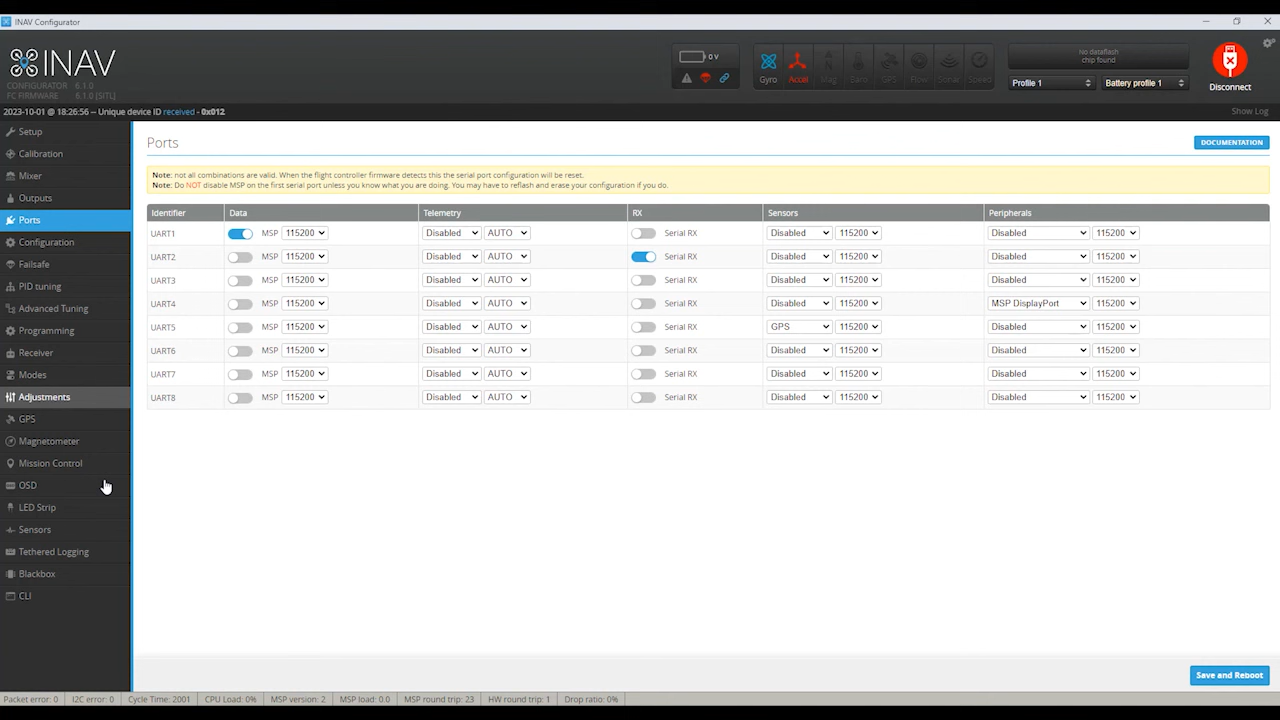 INAV Configurator
INAV
CONFIGURATOR 6.1.0
FC FIRMWARE 6.1.0 [SITL]
0 V
Gyro Accel Mag Baro GPS Flow Sonar Speed
No dataflash
chip found
Profile 1
Battery profile 1
Disconnect
2023-10-01 @ 18:26:56 -- Unique device ID received - 0x012
Show Log
Setup
Calibration
Mixer
Outputs
Ports
Configuration
Failsafe
PID tuning
Advanced Tuning
Programming
Receiver
Modes
Adjustments
GPS
Magnetometer
Mission Control
OSD
LED Strip
Sensors
Tethered Logging
Blackbox
CLI
Ports
DOCUMENTATION
Note: not all combinations are valid. When the flight controller firmware detects this the serial port configuration will be reset.
Note: Do NOT disable MSP on the first serial port unless you know what you are doing. You may have to reflash and erase your configuration if you do.
Identifier Data Telemetry RX Sensors Peripherals
UART1 MSP 115200 Disabled AUTO Serial RX Disabled 115200 Disabled 115200
UART2 MSP 115200 Disabled AUTO Serial RX Disabled 115200 Disabled 115200
UART3 MSP 115200 Disabled AUTO Serial RX Disabled 115200 Disabled 115200
UART4 MSP 115200 Disabled AUTO Serial RX Disabled 115200 MSP DisplayPort 115200
UART5 MSP 115200 Disabled AUTO Serial RX GPS 115200 Disabled 115200
UART6 MSP 115200 Disabled AUTO Serial RX Disabled 115200 Disabled 115200
UART7 MSP 115200 Disabled AUTO Serial RX Disabled 115200 Disabled 115200
UART8 MSP 115200 Disabled AUTO Serial RX Disabled 115200 Disabled 115200
Save and Reboot
Packet error: 0 I2C error: 0 Cycle Time: 2001 CPU Load: 0% MSP version: 2 MSP load: 0.0 MSP round trip: 23 HW round trip: 1 Drop ratio: 0%